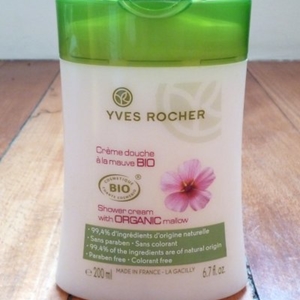 YVES ROCHER
Crème douche
à la mauve BIO
BIO
Shower cream
with ORGANIC mallow
- 99,4% d'ingrédients d'origine naturelle
- Sans paraben - Sans colorant
- 99.4% of the ingredients are of natural origin
- Paraben free - Colorant free
e 200 ml MADE IN FRANCE - LA GACILLY 6.7 fl. oz.